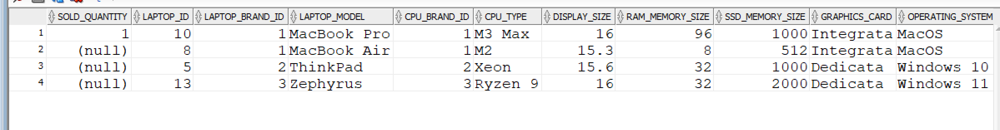 SOLD_QUANTITY LAPTOP_ID LAPTOP_BRAND_ID LAPTOP_MODEL CPU_BRAND_ID CPU_TYPE DISPLAY_SIZE RAM_MEMORY_SIZE SSD_MEMORY_SIZE GRAPHICS_CARD OPERATING_SYSTEM
1 1 10 1 MacBook Pro 1 M3 Max 16 96 1000 Integrata MacOS
2 (null) 8 1 MacBook Air 1 M2 15.3 8 512 Integrata MacOS
3 (null) 5 2 ThinkPad 2 Xeon 15.6 32 1000 Dedicata Windows 10
4 (null) 13 3 Zephyrus 3 Ryzen 9 16 32 2000 Dedicata Windows 11